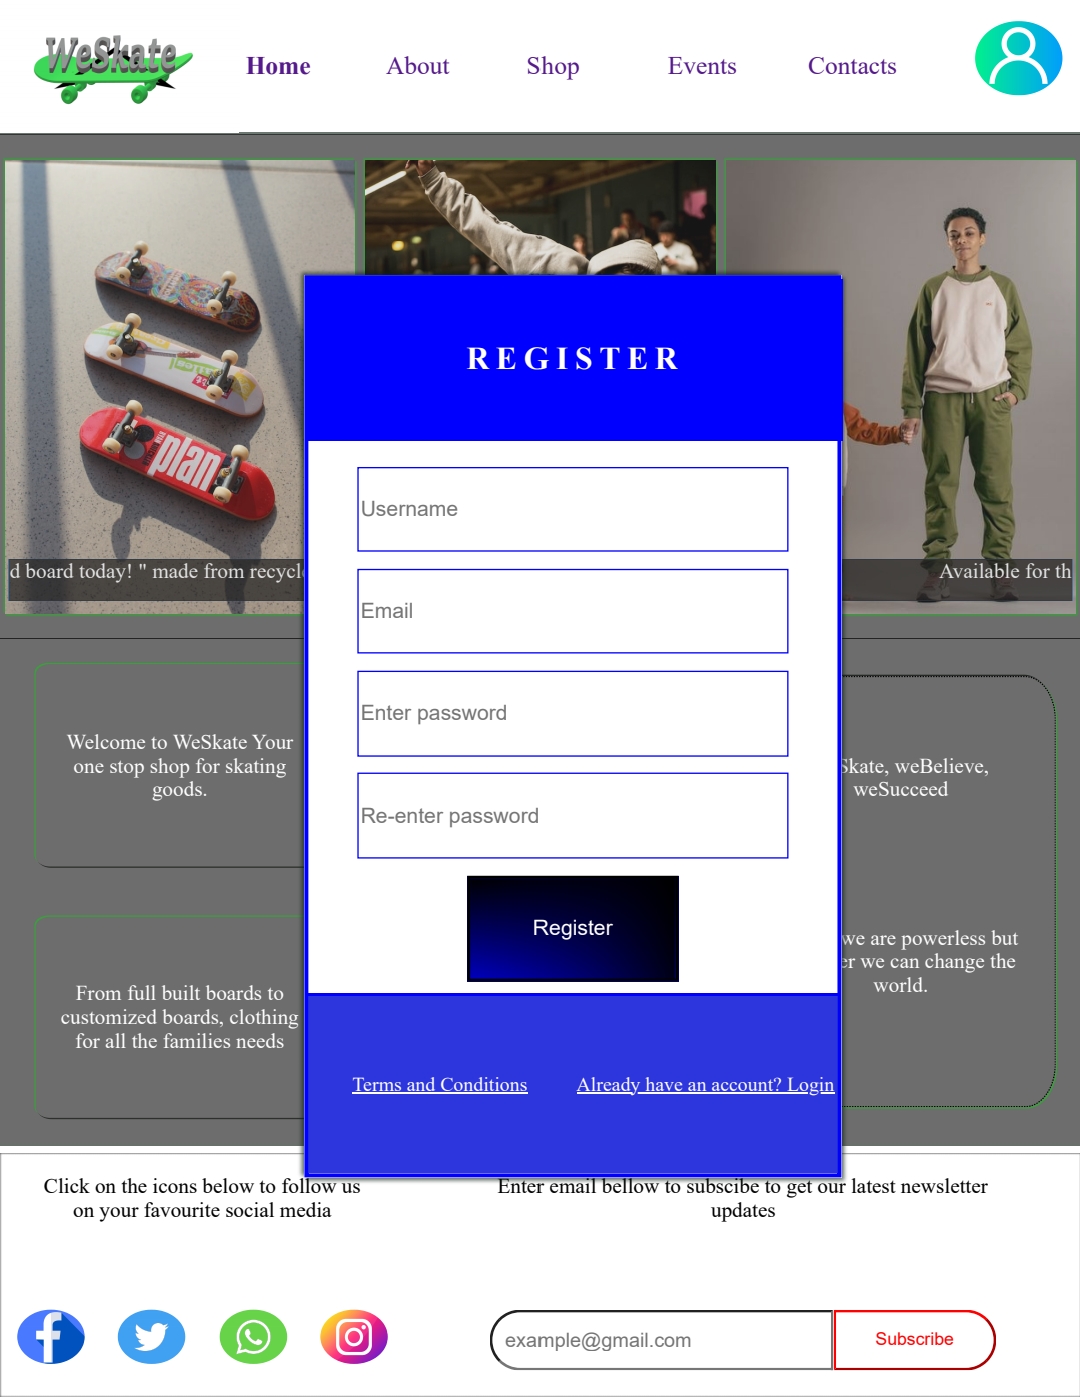 WeSkate
Home
About
Shop
Events
Contacts
plan
REGISTER
Username
Email
Enter password
Re-enter password
Register
Terms and Conditions
Already have an account? Login
d board today! " made from recycl
Available for th
Welcome to WeSkate Your
one stop shop for skating
goods.
From full built boards to
customized boards, clothing
for all the families needs
Skate, weBelieve,
weSucceed
we are powerless but
er we can change the
world.
Click on the icons below to follow us
on your favourite social media
Enter email bellow to subscibe to get our latest newsletter
updates
example@gmail.com
Subscribe